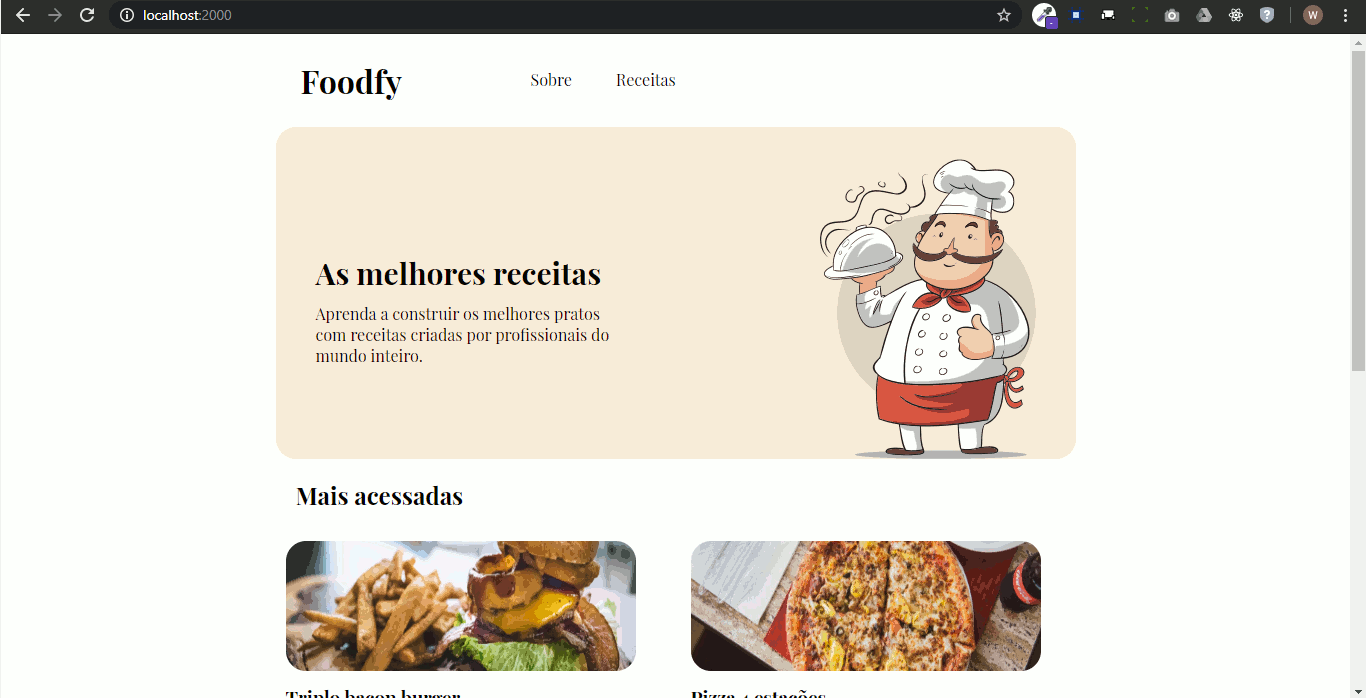 localhost:2000
W
Foodfy
Sobre
Receitas
As melhores receitas
Aprenda a construir os melhores pratos
com receitas criadas por profissionais do
mundo inteiro.
Mais acessadas
Triplo bacon burger
Pizza 4 estações